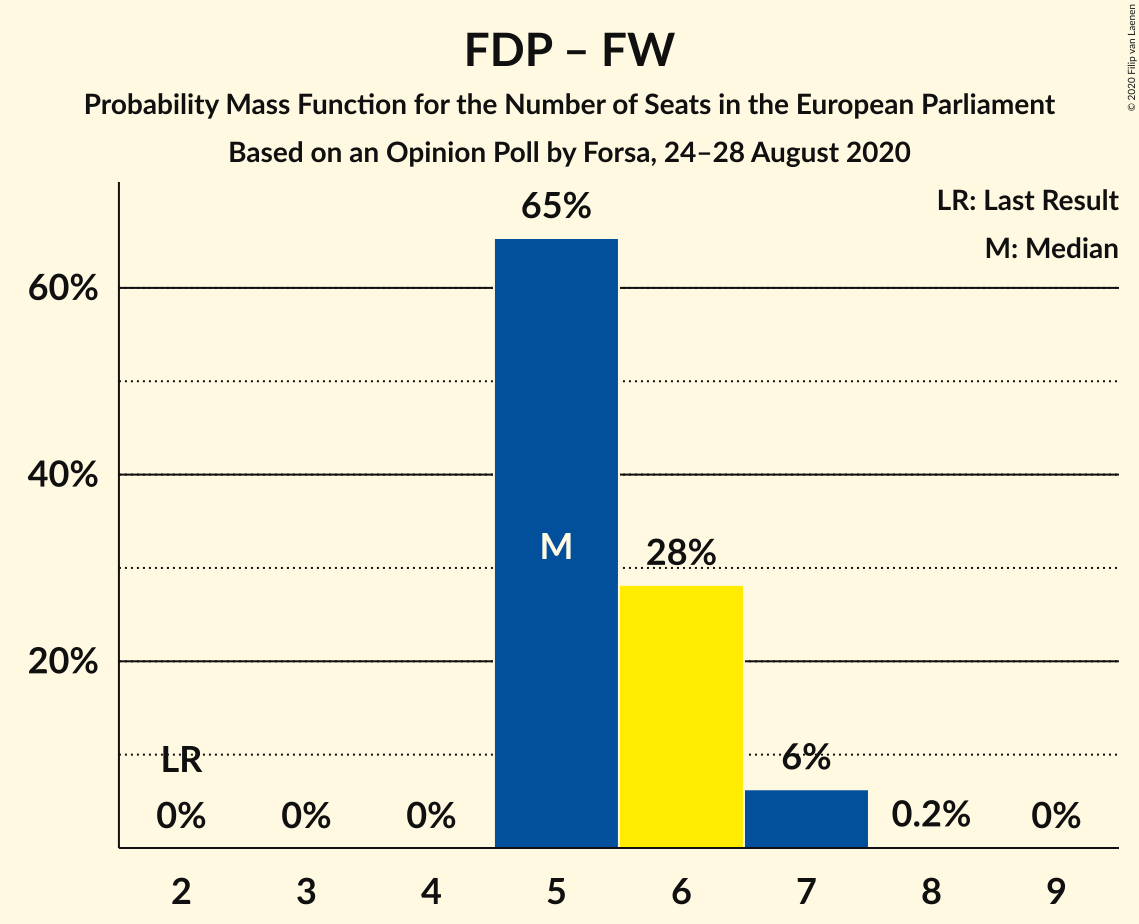 FDP – FW
Probability Mass Function for the Number of Seats in the European Parliament
Based on an Opinion Poll by Forsa, 24–28 August 2020
© 2020 Filip van Laenen
LR: Last Result
M: Median
65%
60%
40%
M
28%
20%
LR
6%
0% 0% 0% 0.2% 0%
2 3 4 5 6 7 8 9